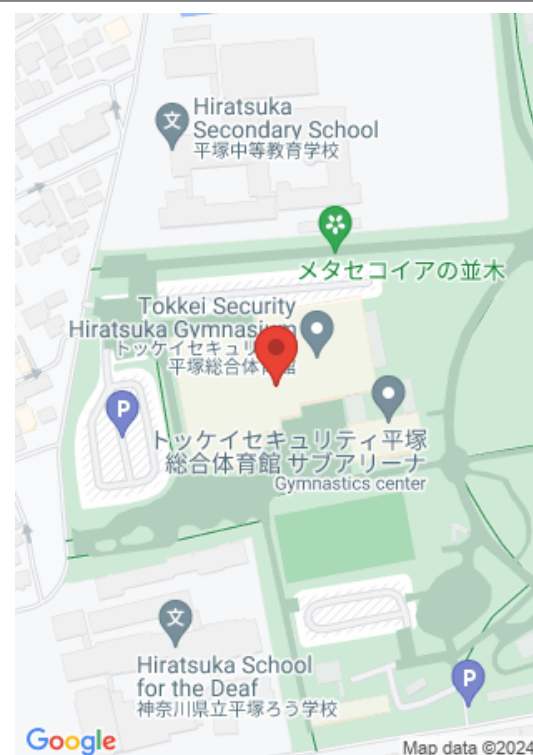 Hiratsuka
Secondary School
平塚中等教育学校
メタセコイアの並木
Tokkei Security
Hiratsuka Gymnasium
トッケイセキュリ
平塚総合体育館
P
トッケイセキュリティ平塚
総合体育館 サブアリーナ
Gymnastics center
文
文
Hiratsuka School
for the Deaf
神奈川県立平塚ろう学校
P
Google
Map data ©2024